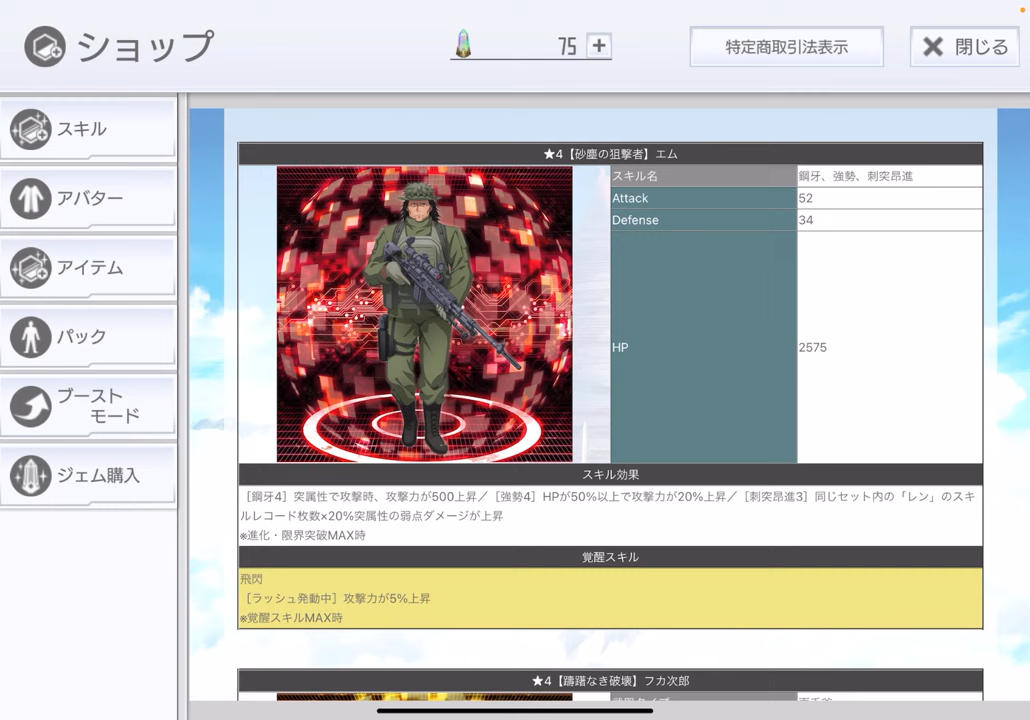 ショップ
75
特定商取引法表示
閉じる
スキル
アバター
アイテム
パック
ブースト
モード
ジェム購入
★4【砂塵の狙撃者】エム
スキル名 鋼牙、強勢、刺突昂進
Attack 52
Defense 34
HP 2575
スキル効果
［鋼牙4］突属性で攻撃時、攻撃力が500上昇／［強勢4］HPが50%以上で攻撃力が20%上昇／［刺突昂進3］同じセット内の「レン」のスキ
ルレコード枚数×20%突属性の弱点ダメージが上昇
※進化・限界突破MAX時
覚醒スキル
飛閃
［ラッシュ発動中］攻撃力が5%上昇
※覚醒スキルMAX時
★4【躊躇なき破壊】フカ次郎